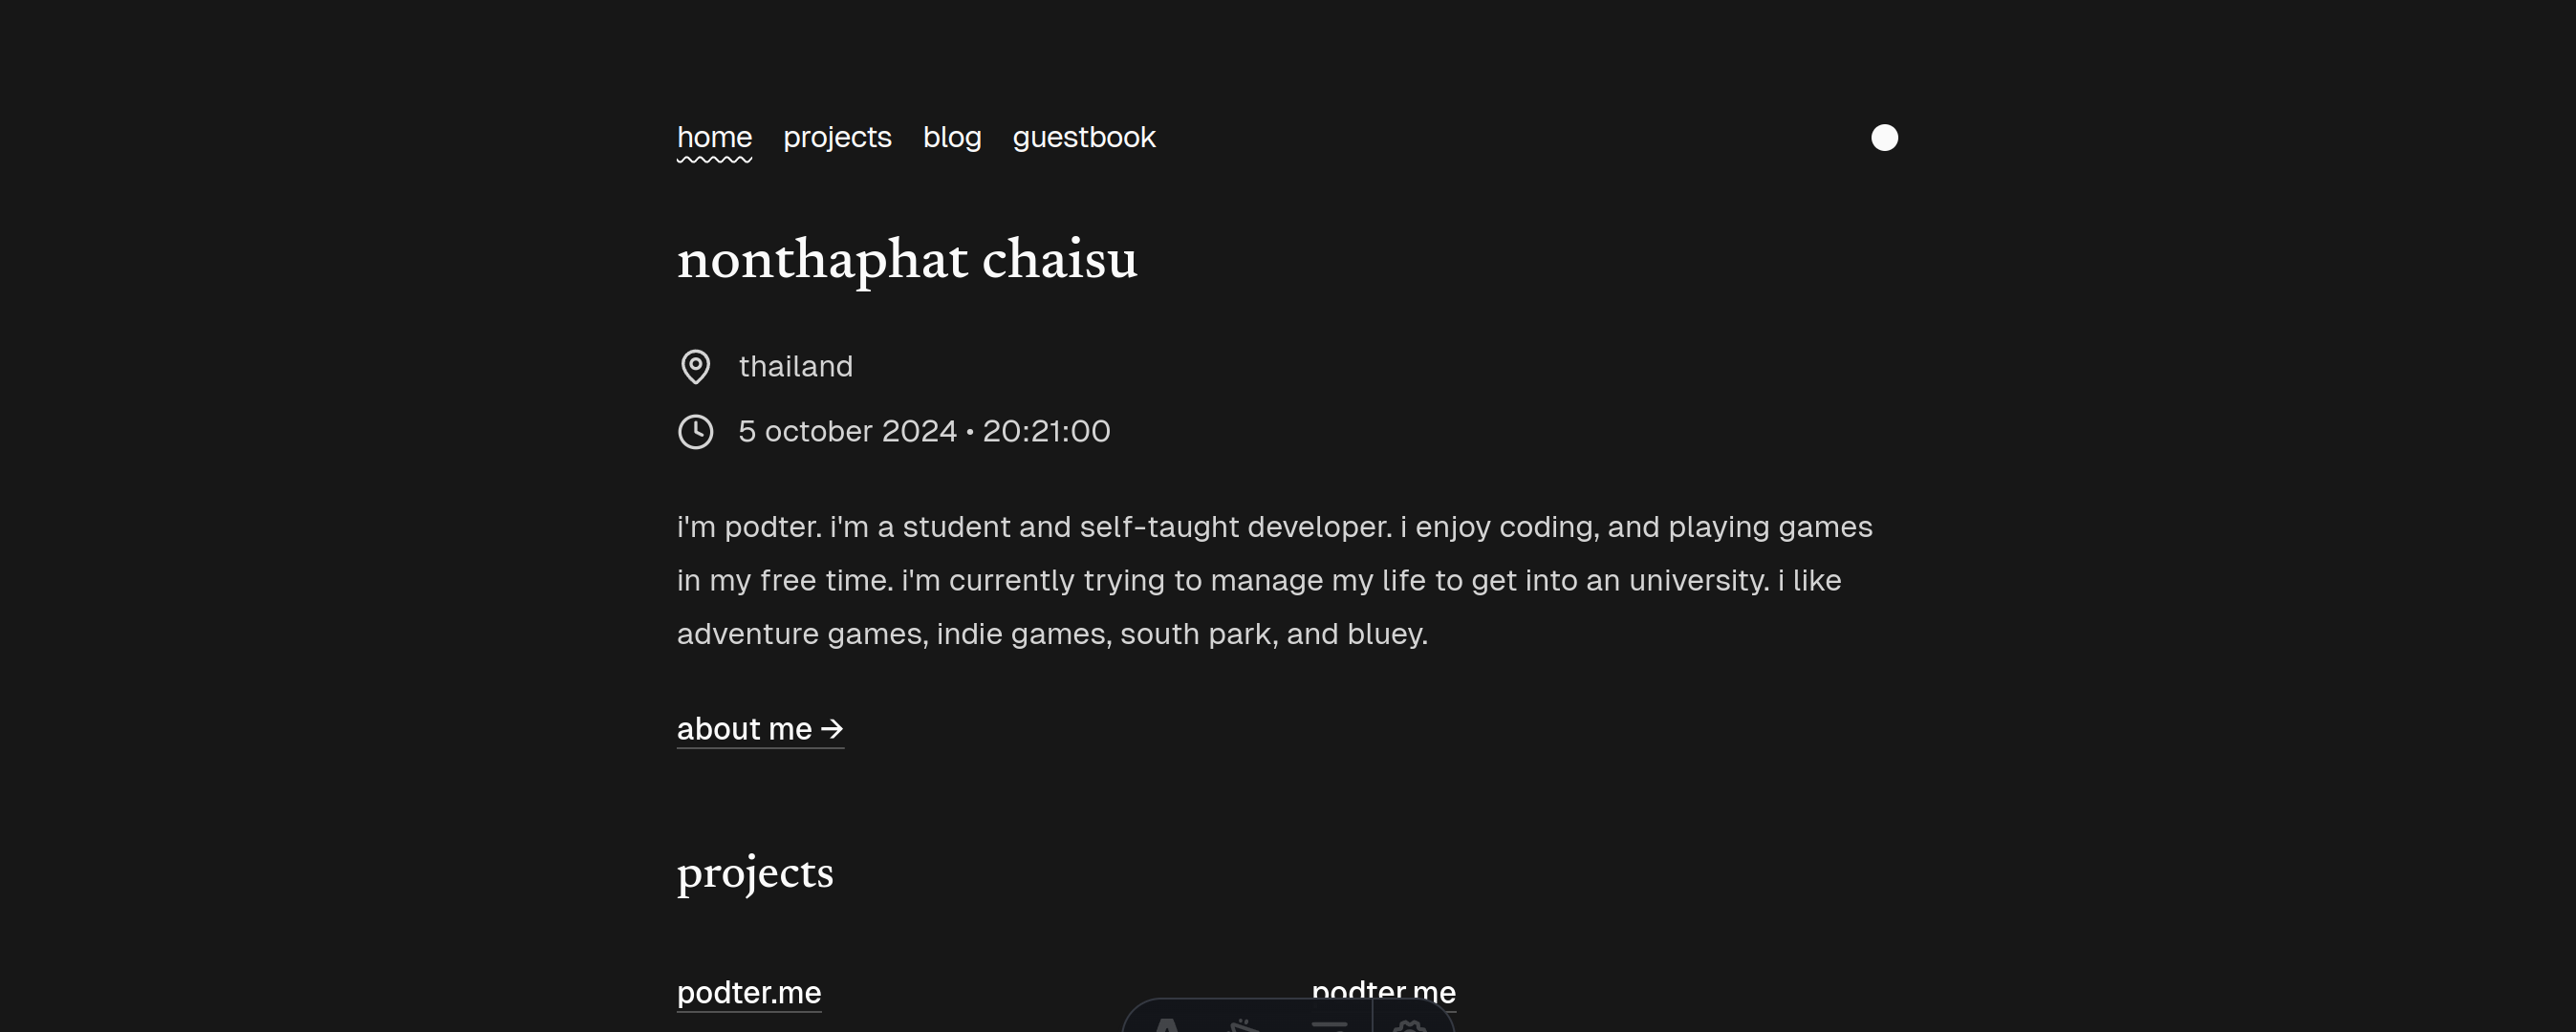 home projects blog guestbook
nonthaphat chaisu
thailand
5 october 2024 • 20:21:00
i'm podter. i'm a student and self-taught developer. i enjoy coding, and playing games
in my free time. i'm currently trying to manage my life to get into an university. i like
adventure games, indie games, south park, and bluey.
about me →
projects
podter.me podter.me